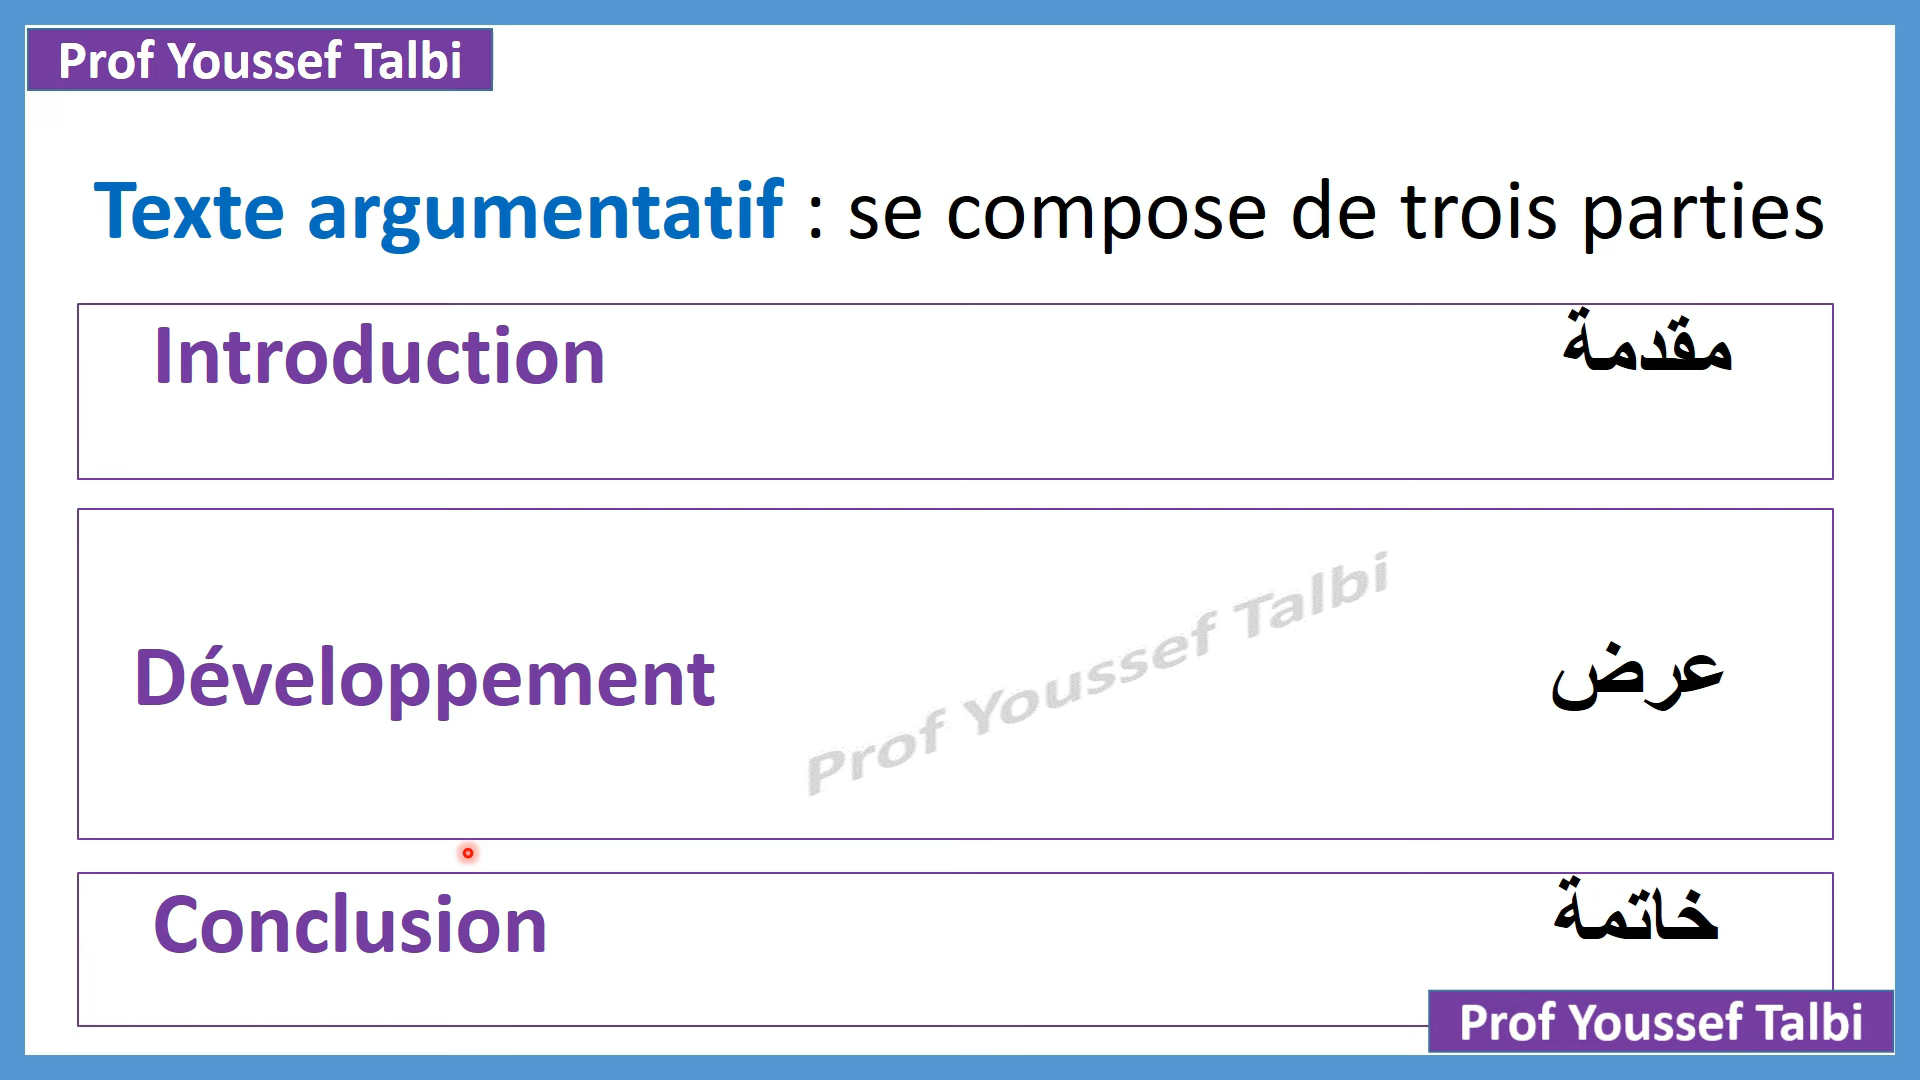 Prof Youssef Talbi
Texte argumentatif : se compose de trois parties
Introduction مقدمة
Développement عرض
Prof Youssef Talbi
Conclusion خاتمة
Prof Youssef Talbi